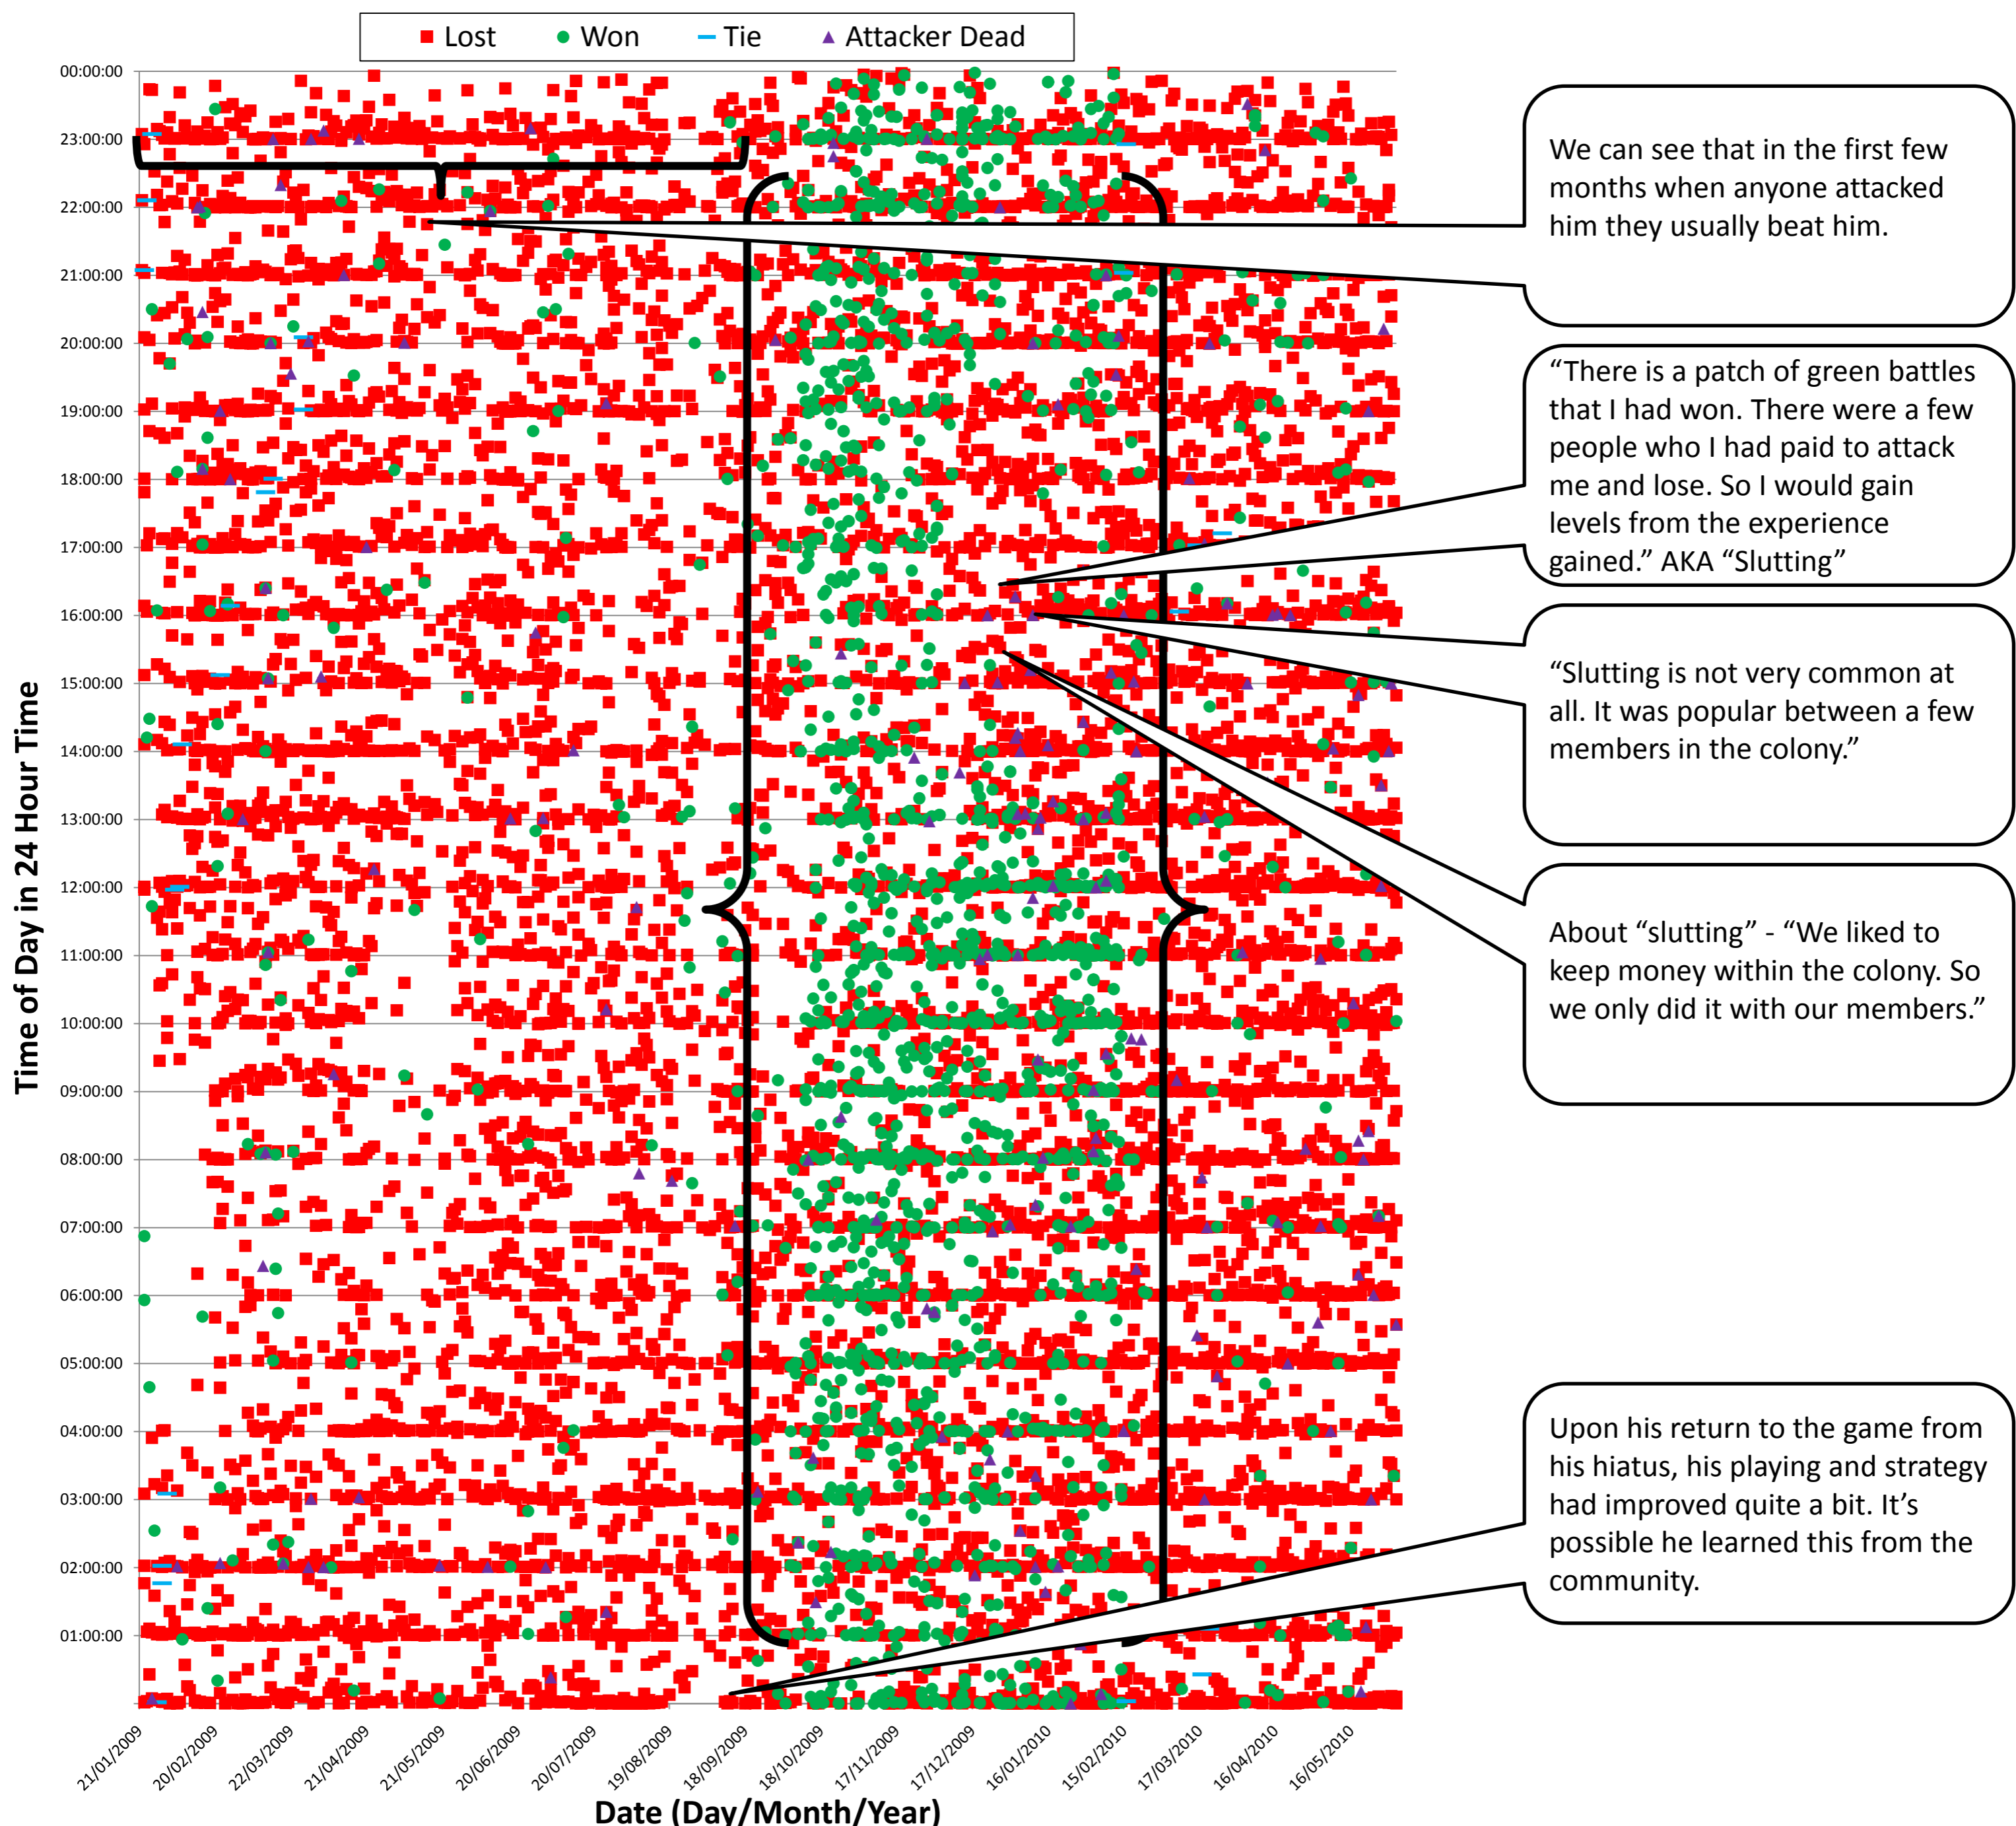 Lost Won Tie Attacker Dead
00:00:00
23:00:00
22:00:00
21:00:00
20:00:00
19:00:00
18:00:00
17:00:00
16:00:00
15:00:00
14:00:00
13:00:00
12:00:00
11:00:00
10:00:00
09:00:00
08:00:00
07:00:00
06:00:00
05:00:00
04:00:00
03:00:00
02:00:00
01:00:00
Time of Day in 24 Hour Time
21/01/2009
20/02/2009
22/03/2009
21/04/2009
21/05/2009
20/06/2009
20/07/2009
19/08/2009
18/09/2009
18/10/2009
17/11/2009
17/12/2009
16/01/2010
15/02/2010
17/03/2010
16/04/2010
16/05/2010
Date (Day/Month/Year)
We can see that in the first few
months when anyone attacked
him they usually beat him.
“There is a patch of green battles
that I had won. There were a few
people who I had paid to attack
me and lose. So I would gain
levels from the experience
gained.” AKA “Slutting”
“Slutting is not very common at
all. It was popular between a few
members in the colony.”
About “slutting” - “We liked to
keep money within the colony. So
we only did it with our members.”
Upon his return to the game from
his hiatus, his playing and strategy
had improved quite a bit. It’s
possible he learned this from the
community.